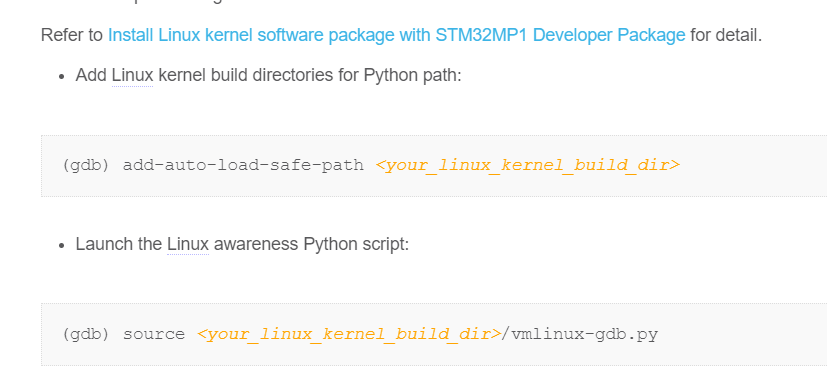 Refer to Install Linux kernel software package with STM32MP1 Developer Package for detail.
• Add Linux kernel build directories for Python path:
(gdb) add-auto-load-safe-path <your_linux_kernel_build_dir>
• Launch the Linux awareness Python script:
(gdb) source <your_linux_kernel_build_dir>/vmlinux-gdb.py